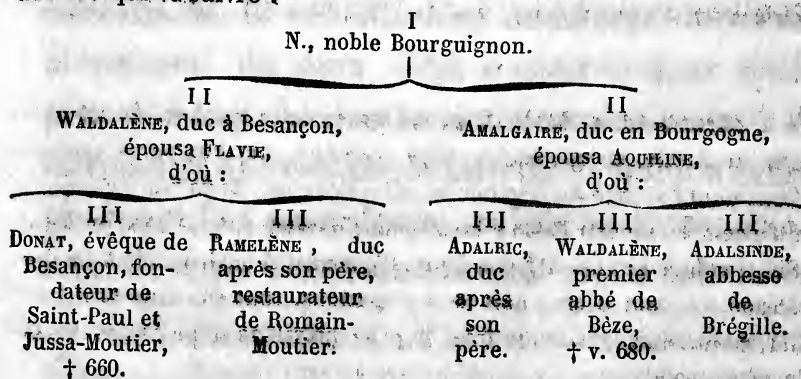 I
N., noble Bourguignon.
II
WALDALÈNE, duc à Besançon,
épousa FLAVIE,
d'où :
II
AMALGAIRE, duc en Bourgogne,
épousa AQUILINE,
d'où :
III
DONAT, évêque de
Besançon, fon-
dateur de
Saint-Paul et
Jussa-Moutier,
† 660.
III
RAMELÈNE, duc
après son père,
restaurateur
de Romain-
Moutier.
III
ADALRIC,
duc
après
son
père.
III
WALDALÈNE,
premier
abbé de
Bèze,
† v. 680.
III
ADALSINDE,
abbesse
de
Brégille.